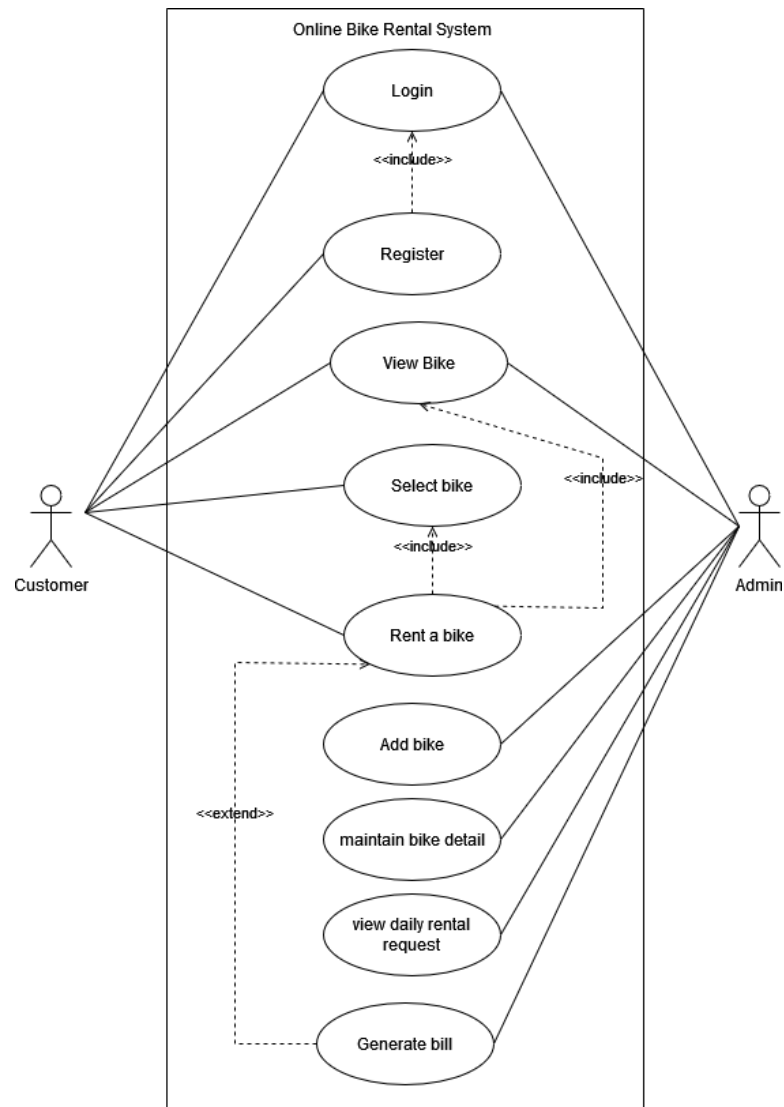 Online Bike Rental System
Login
<<include>>
Register
View Bike
Select bike
<<include>>
<<include>>
Customer
Admin
Rent a bike
Add bike
<<extend>>
maintain bike detail
view daily rental
request
Generate bill